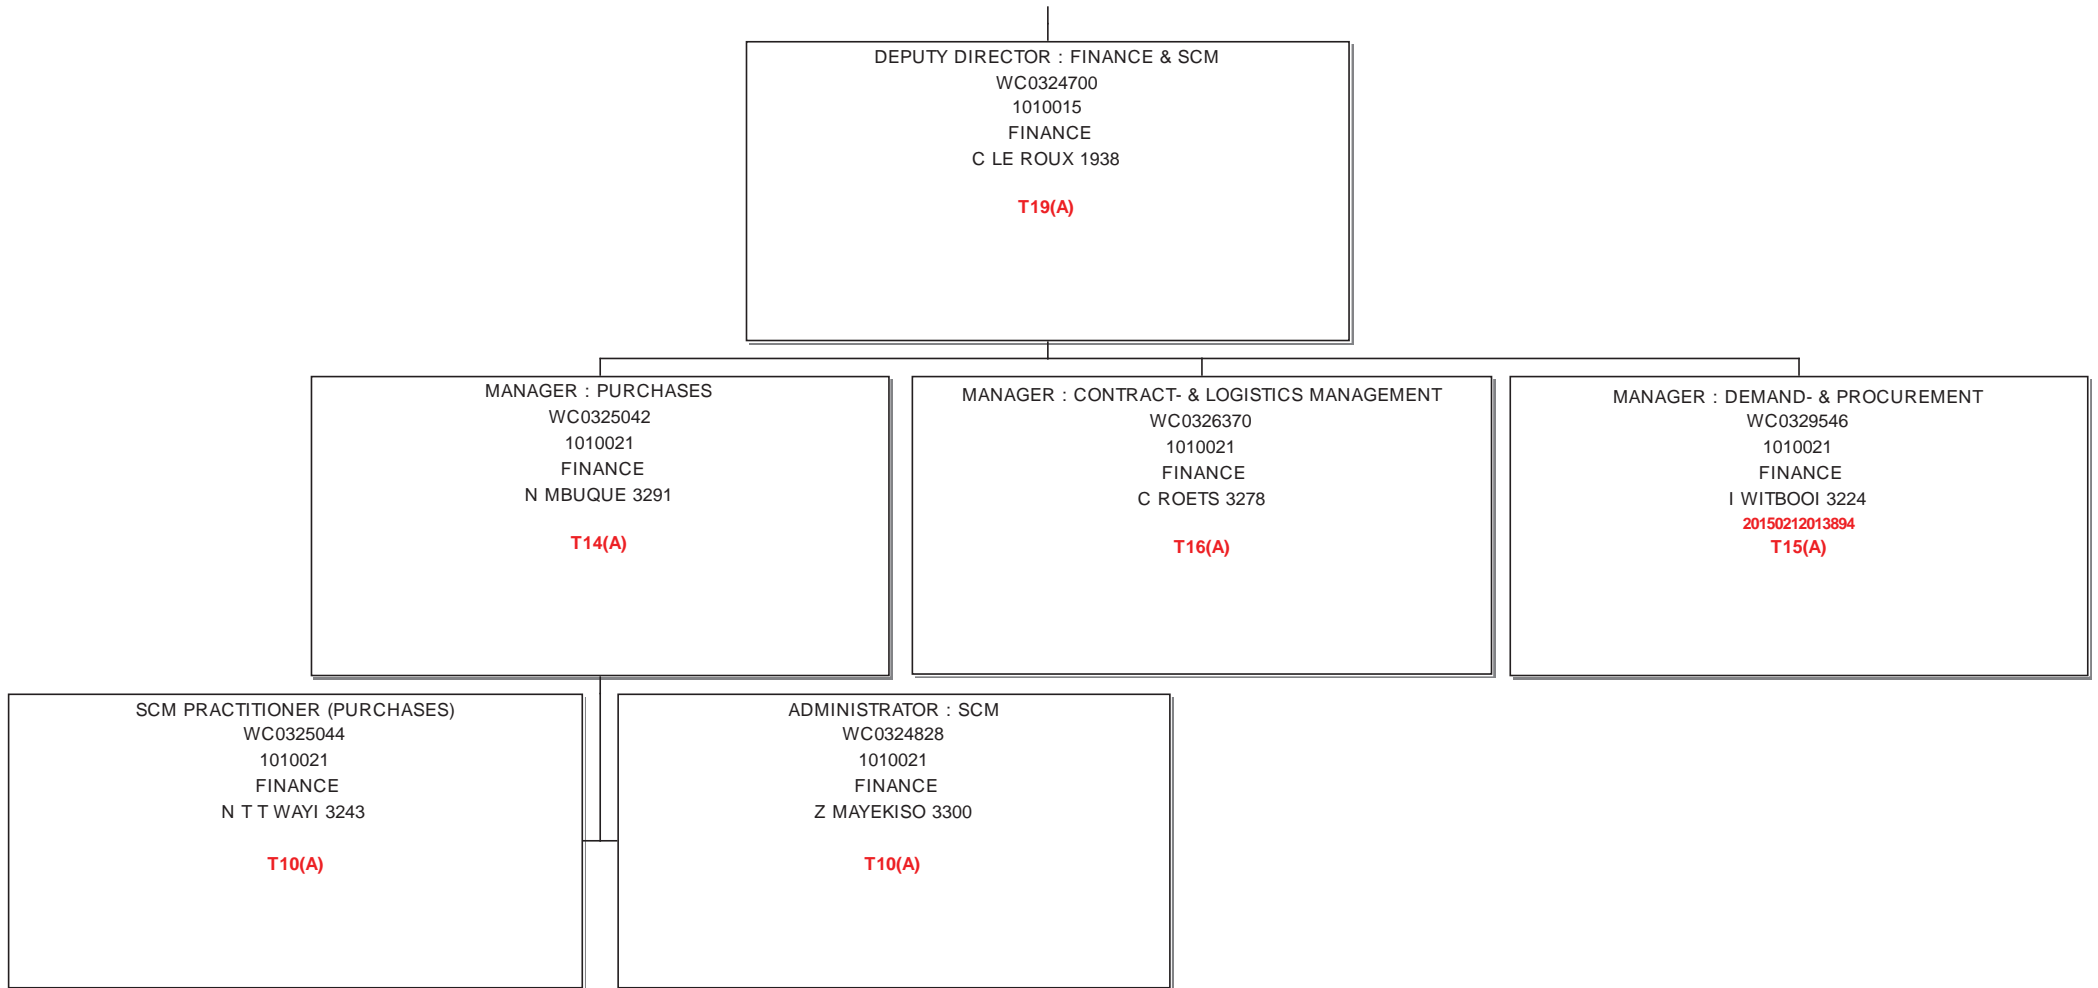 DEPUTY DIRECTOR : FINANCE & SCM
WC0324700
1010015
FINANCE
C LE ROUX 1938
T19(A)
MANAGER : PURCHASES
WC0325042
1010021
FINANCE
N MBUQUE 3291
T14(A)
MANAGER : CONTRACT- & LOGISTICS MANAGEMENT
WC0326370
1010021
FINANCE
C ROETS 3278
T16(A)
MANAGER : DEMAND- & PROCUREMENT
WC0329546
1010021
FINANCE
I WITBOOI 3224
20150212013894
T15(A)
SCM PRACTITIONER (PURCHASES)
WC0325044
1010021
FINANCE
N T T WAYI 3243
T10(A)
ADMINISTRATOR : SCM
WC0324828
1010021
FINANCE
Z MAYEKISO 3300
T10(A)